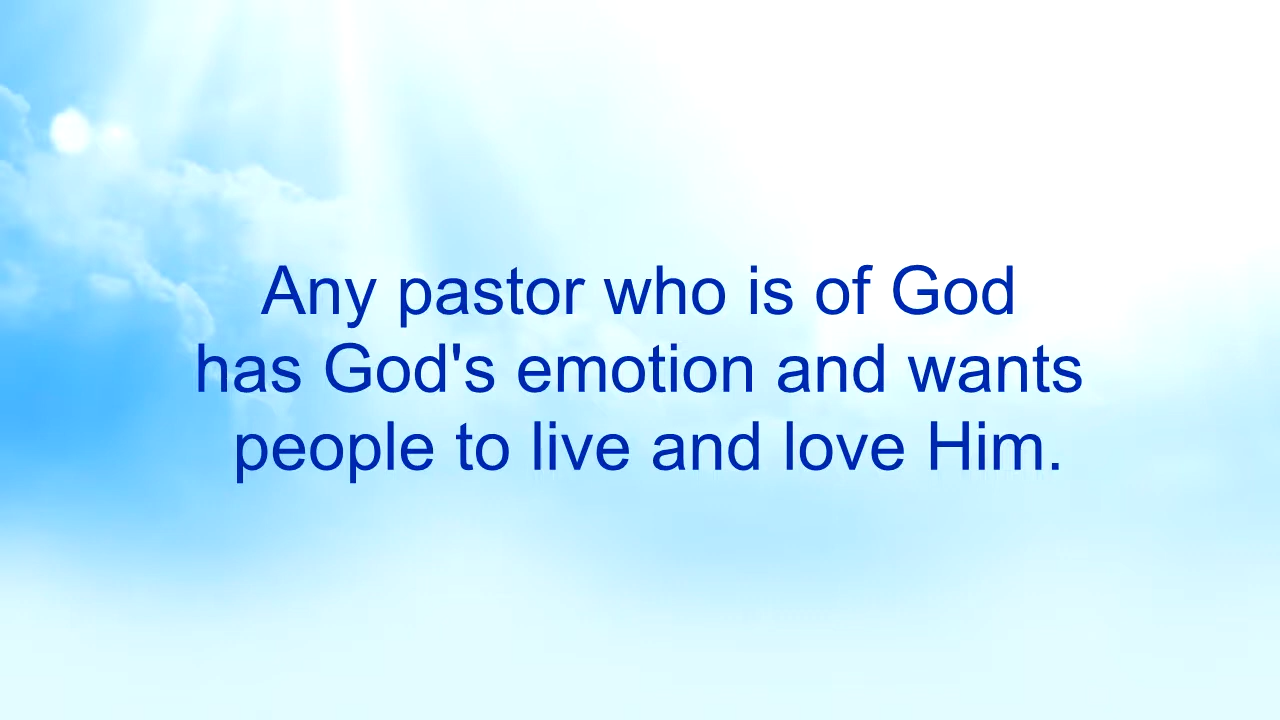 Any pastor who is of God
has God's emotion and wants
people to live and love Him.